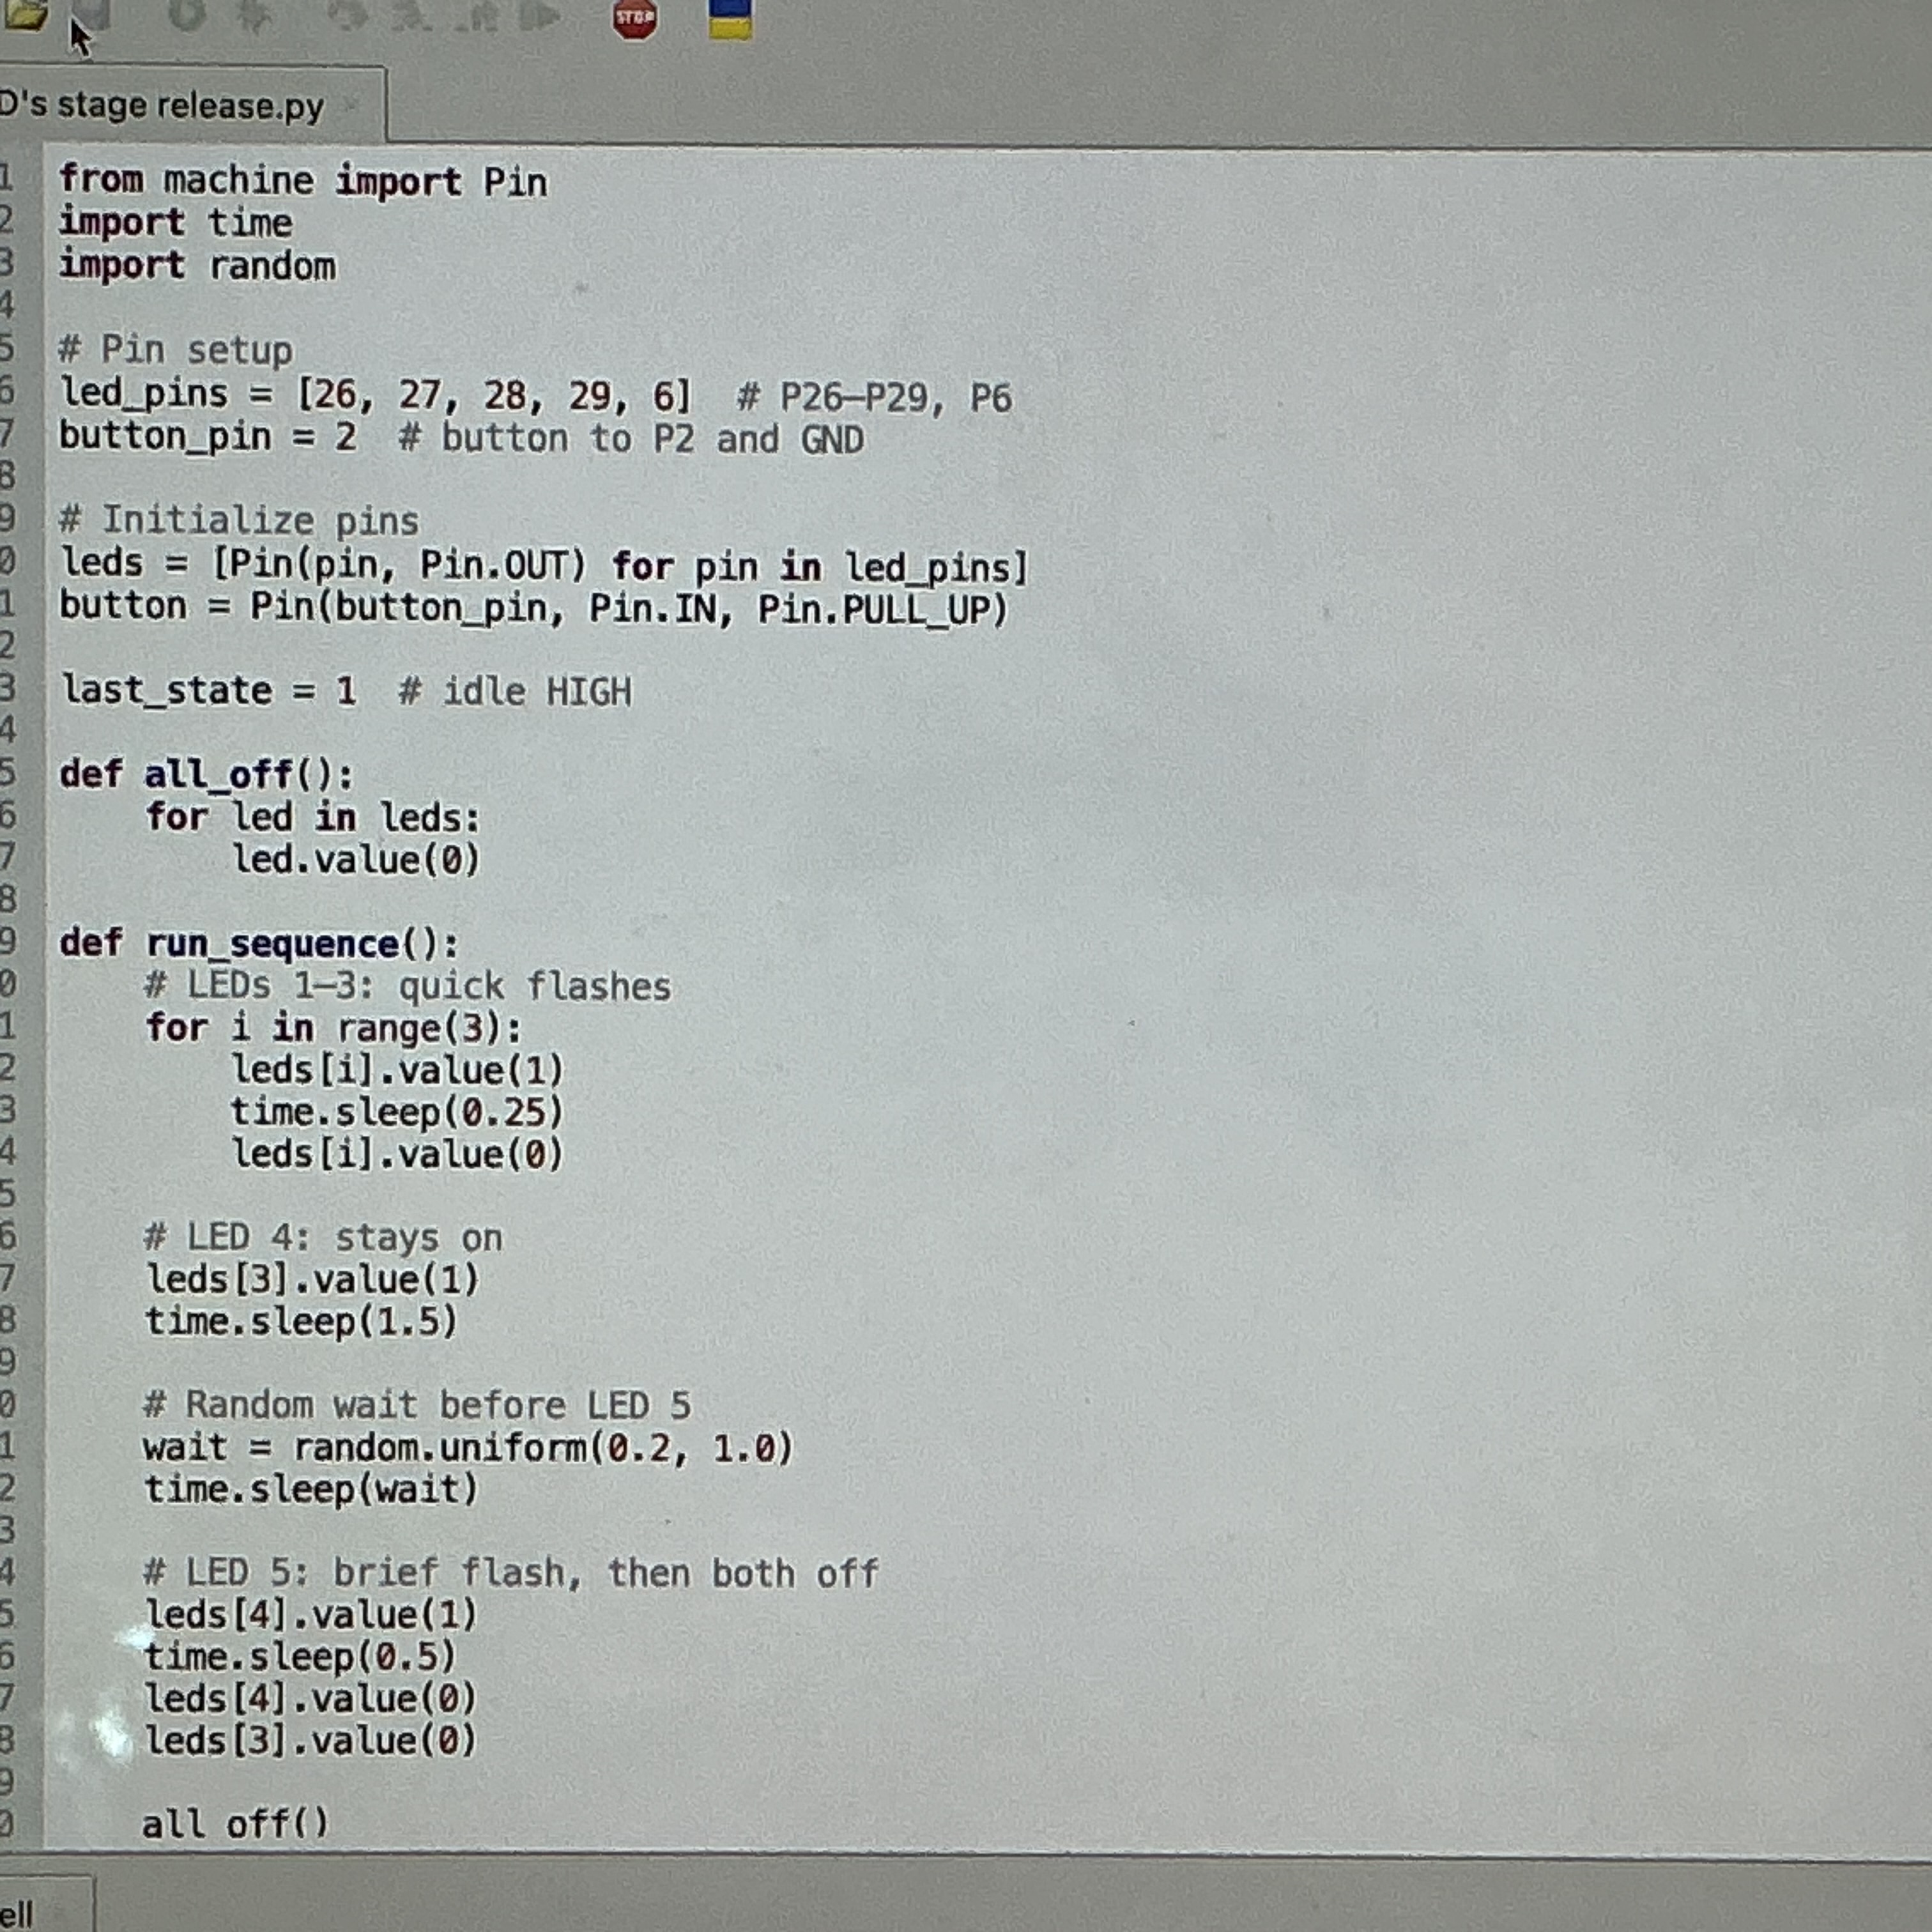 STOP
D's stage release.py
1 from machine import Pin
2 import time
3 import random
4
5 # Pin setup
6 led_pins = [26, 27, 28, 29, 6]  # P26–P29, P6
7 button_pin = 2  # button to P2 and GND
8
9 # Initialize pins
0 leds = [Pin(pin, Pin.OUT) for pin in led_pins]
1 button = Pin(button_pin, Pin.IN, Pin.PULL_UP)
2
3 last_state = 1  # idle HIGH
4
5 def all_off():
6     for led in leds:
7         led.value(0)
8
9 def run_sequence():
0     # LEDs 1–3: quick flashes
1     for i in range(3):
2         leds[i].value(1)
3         time.sleep(0.25)
4         leds[i].value(0)
5
6     # LED 4: stays on
7     leds[3].value(1)
8     time.sleep(1.5)
9
0     # Random wait before LED 5
1     wait = random.uniform(0.2, 1.0)
2     time.sleep(wait)
3
4     # LED 5: brief flash, then both off
5     leds[4].value(1)
6     time.sleep(0.5)
7     leds[4].value(0)
8     leds[3].value(0)
9
0     all off()
ell